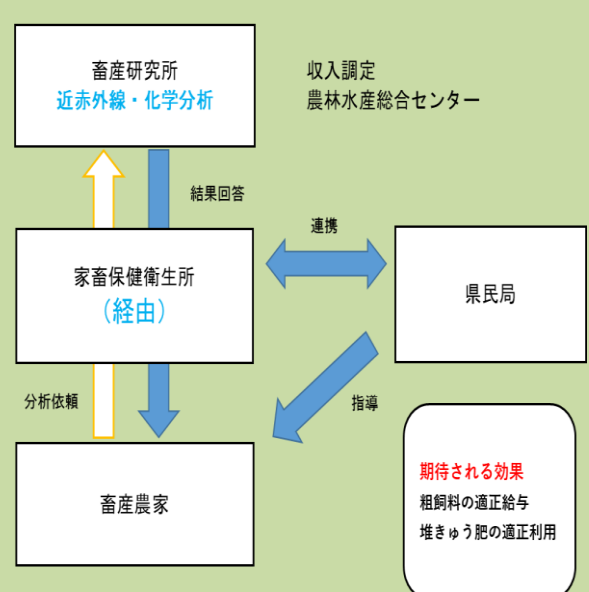 畜産研究所
近赤外線・化学分析
収入調定
農林水産総合センター
結果回答
連携
家畜保健衛生所
（経由）
県民局
分析依頼
指導
畜産農家
期待される効果
粗飼料の適正給与
堆きゅう肥の適正利用